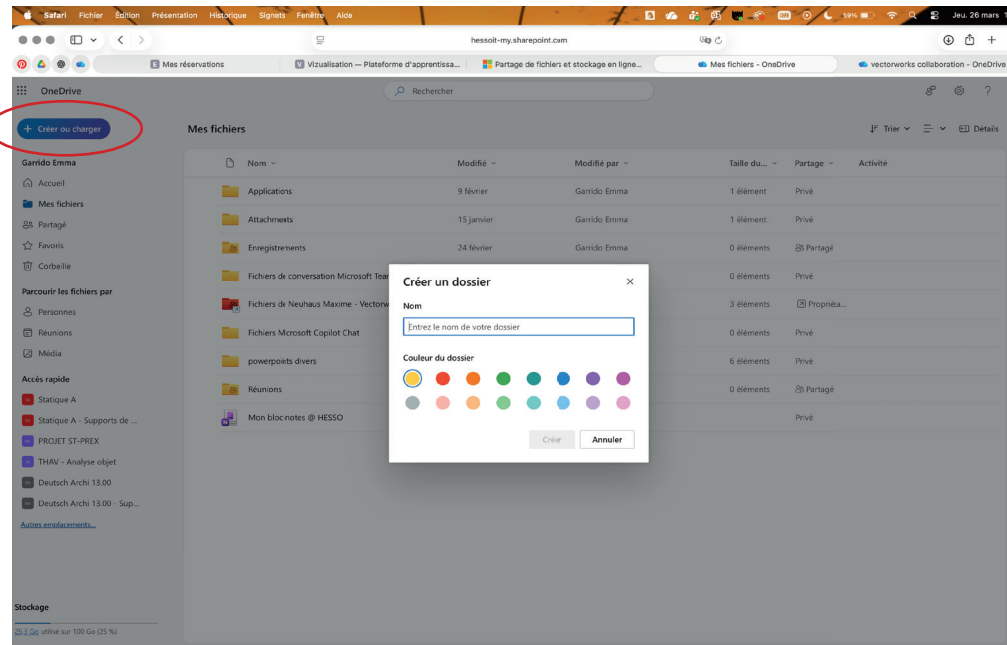 Safari Fichier Édition Présentation Historique Signets Fenêtre Aide 59% Jeu. 26 mars 1
hessoit-my.sharepoint.com
Mes réservations Vizualisation — Plateforme d'apprentissa... Partage de fichiers et stockage en ligne... Mes fichiers - OneDrive vectorworks collaboration - OneDrive
OneDrive Rechercher
+ Créer ou charger Mes fichiers Trier Détails
Garrido Emma Nom Modifié Modifié par Taille du... Partage Activité
Accueil Applications 9 février Garrido Emma 1 élément Privé
Mes fichiers
Partagé Attachments 15 janvier Garrido Emma 1 élément Privé
Favoris Enregistrements 24 février Garrido Emma 0 éléments Partagé
Corbeille
Fichiers de conversation Microsoft Tear 0 éléments Privé
Créer un dossier
Parcourir les fichiers par
Fichiers de Neuhaus Maxime - Vectorw 3 éléments Propriéa...
Nom
Personnes
Réunions Fichiers Microsoft Copilot Chat Entrez le nom de votre dossier 0 éléments Privé
Média
powerpoints divers Couleur du dossier 6 éléments Privé
Accès rapide
Réunions 0 éléments Partagé
Statique A
Statique A - Supports de ... Mon bloc-notes @ HESSO Privé
PROJET ST-PREX Créer Annuler
THAV - Analyse objet
Deutsch Archi 13.00
Deutsch Archi 13.00 - Sup...
Autres emplacements...
Stockage
25.3 Go utilisé sur 100 Go (25 %)